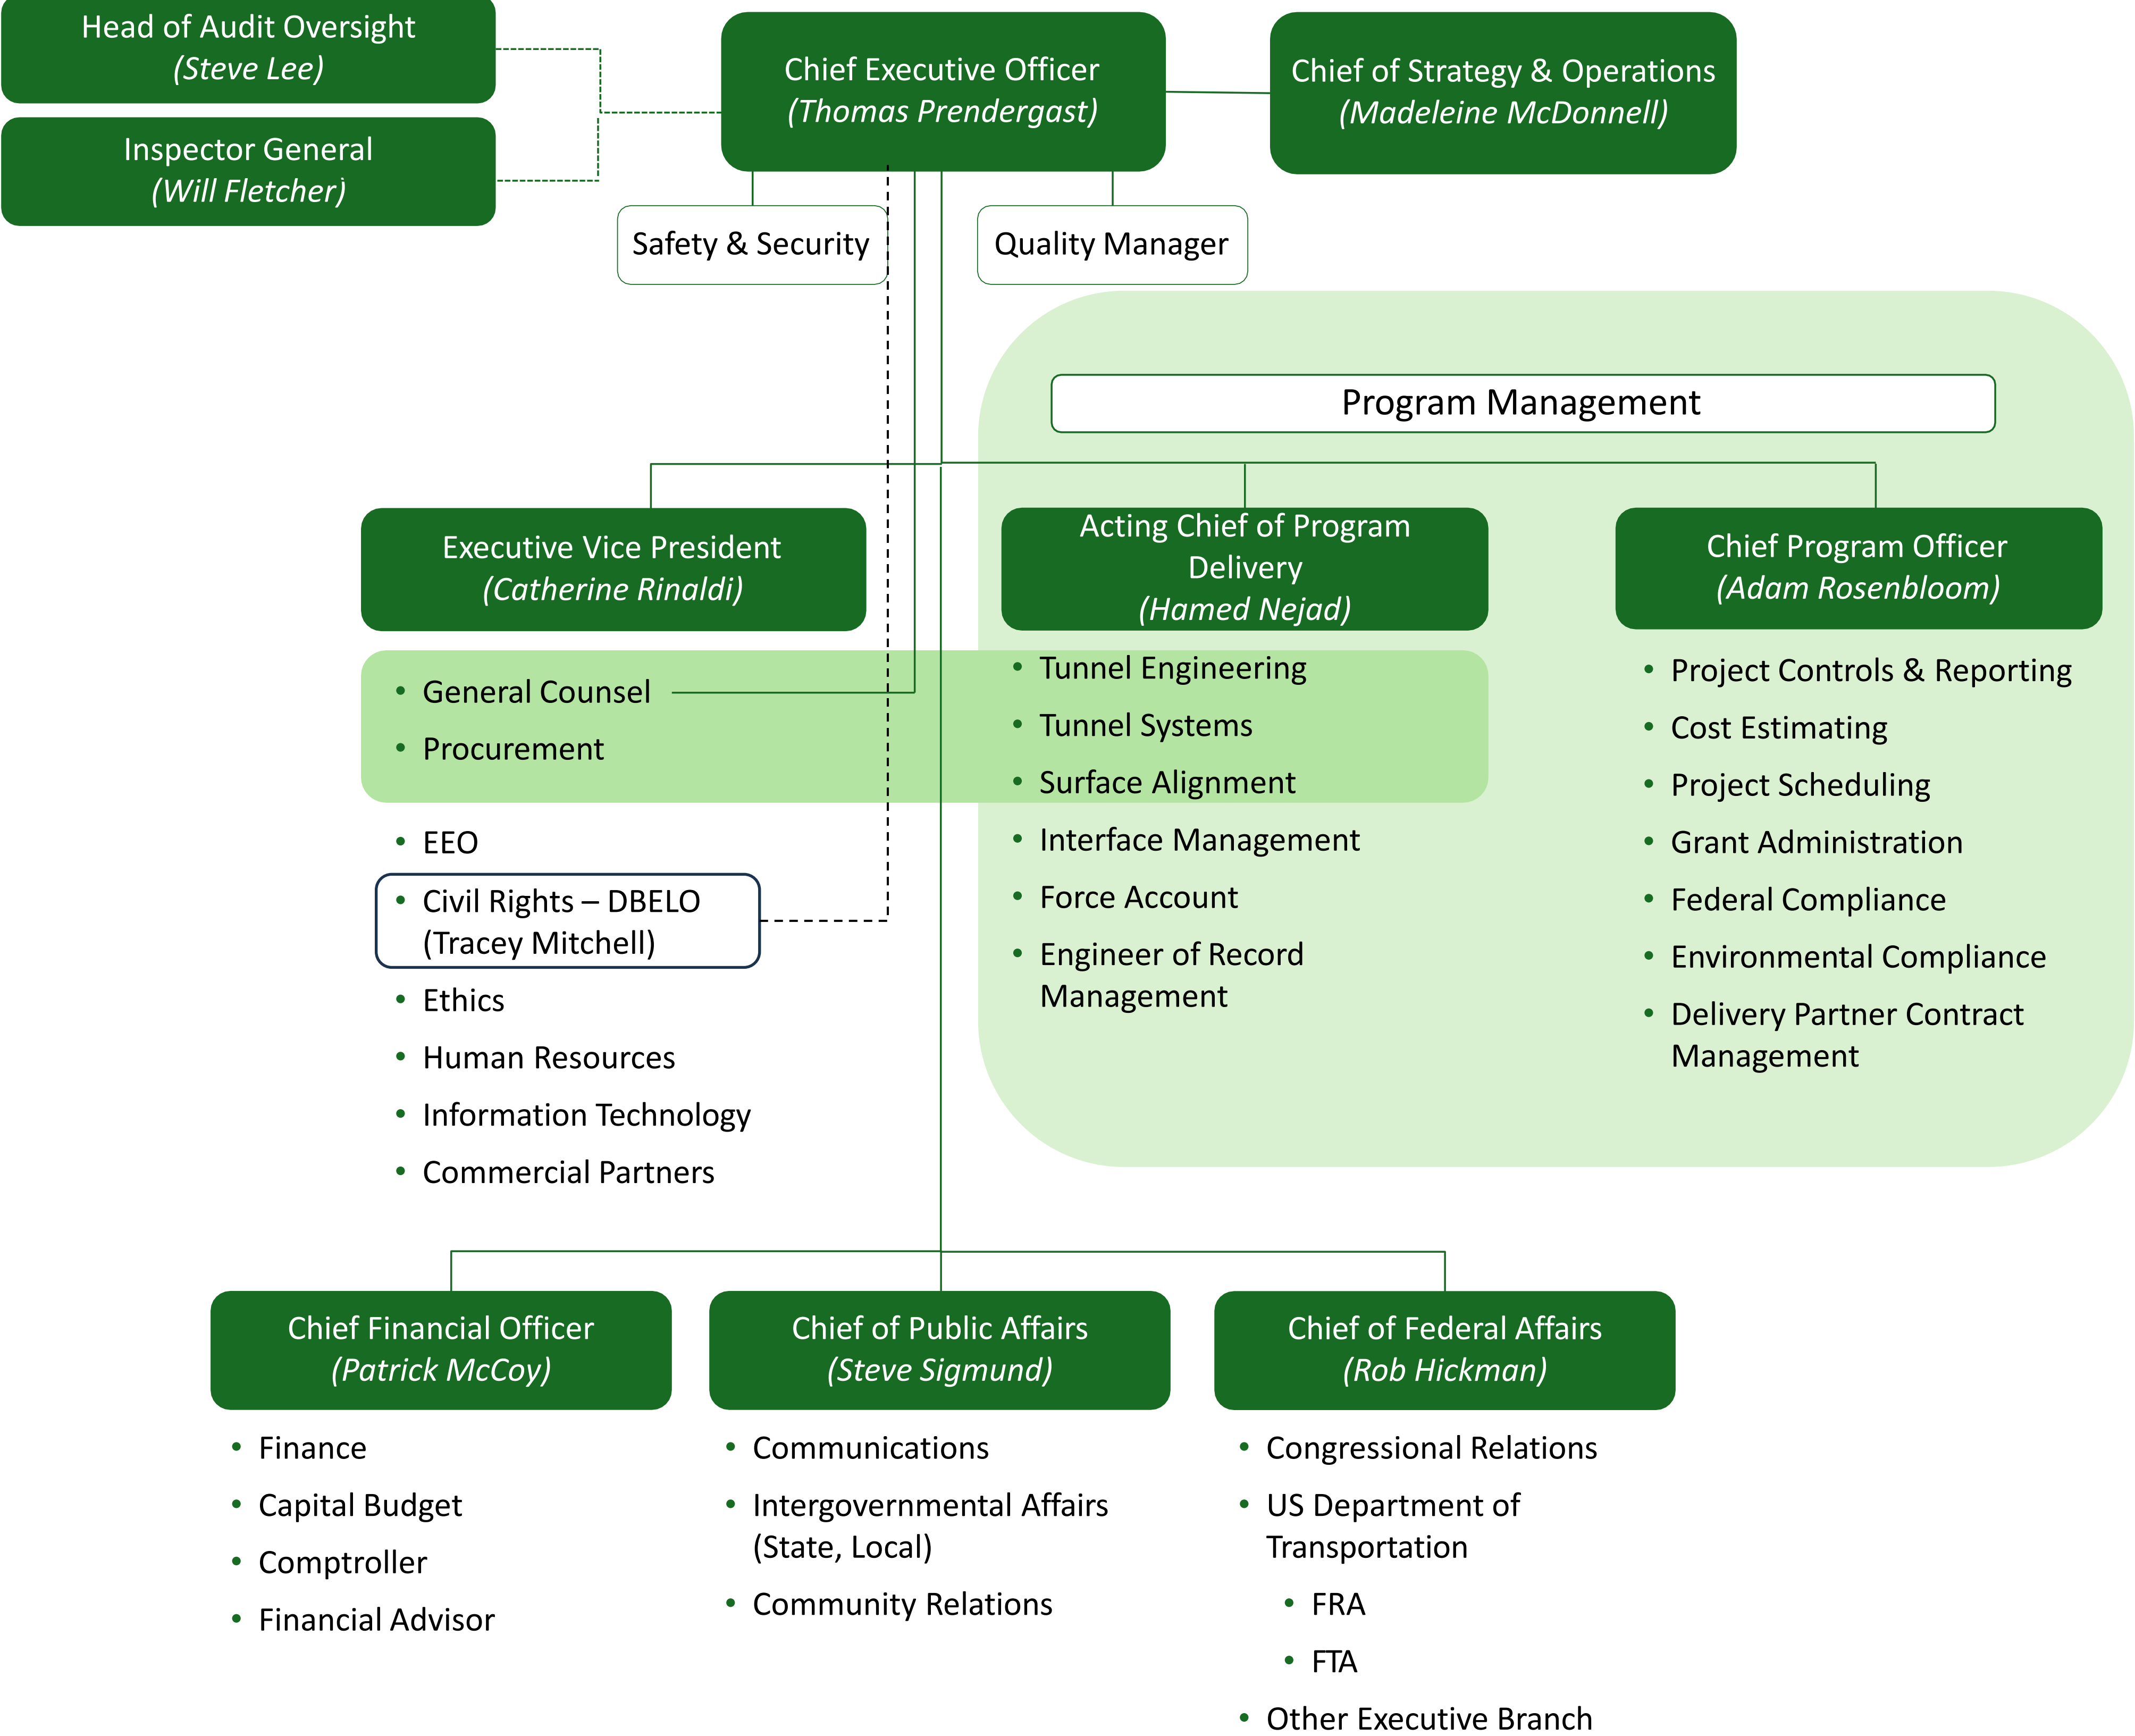 Head of Audit Oversight
(Steve Lee)
Inspector General
(Will Fletcher)
Chief Executive Officer
(Thomas Prendergast)
Chief of Strategy & Operations
(Madeleine McDonnell)
Safety & Security
Quality Manager
Program Management
Executive Vice President
(Catherine Rinaldi)
• General Counsel
• Procurement
• EEO
• Civil Rights – DBELO
(Tracey Mitchell)
• Ethics
• Human Resources
• Information Technology
• Commercial Partners
Acting Chief of Program
Delivery
(Hamed Nejad)
• Tunnel Engineering
• Tunnel Systems
• Surface Alignment
• Interface Management
• Force Account
• Engineer of Record
Management
Chief Program Officer
(Adam Rosenbloom)
• Project Controls & Reporting
• Cost Estimating
• Project Scheduling
• Grant Administration
• Federal Compliance
• Environmental Compliance
• Delivery Partner Contract
Management
Chief Financial Officer
(Patrick McCoy)
• Finance
• Capital Budget
• Comptroller
• Financial Advisor
Chief of Public Affairs
(Steve Sigmund)
• Communications
• Intergovernmental Affairs
(State, Local)
• Community Relations
Chief of Federal Affairs
(Rob Hickman)
• Congressional Relations
• US Department of
Transportation
• FRA
• FTA
• Other Executive Branch